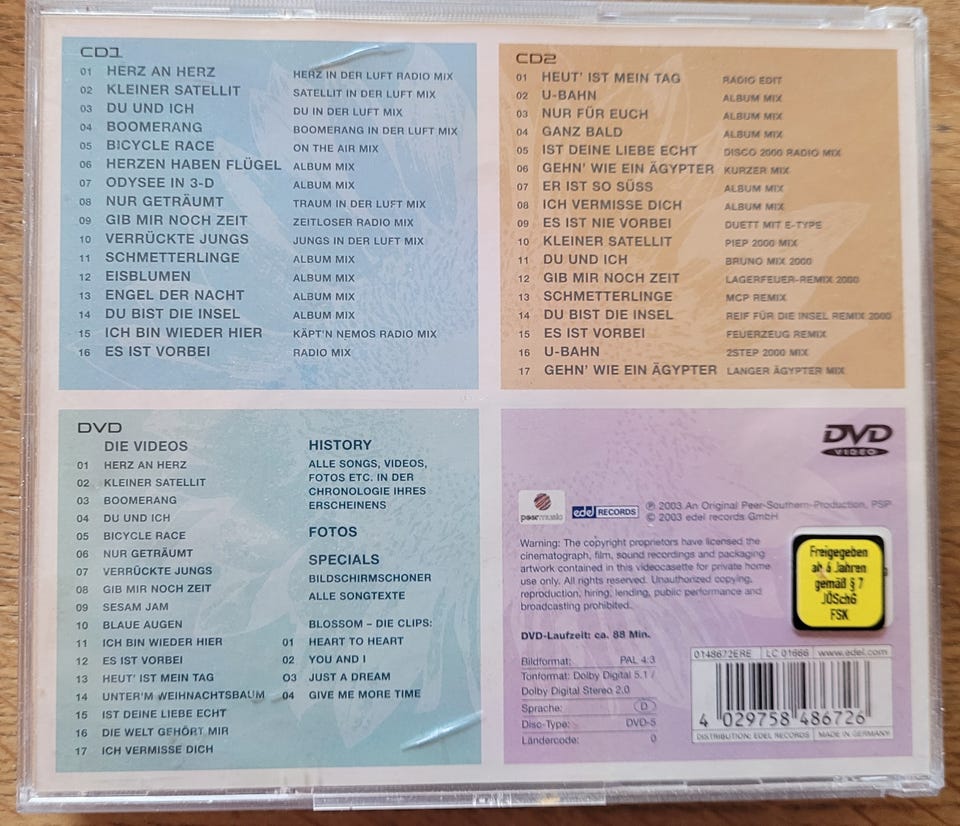 CD1
01 HERZ AN HERZ HERZ IN DER LUFT RADIO MIX
02 KLEINER SATELLIT SATELLIT IN DER LUFT MIX
03 DU UND ICH DU IN DER LUFT MIX
04 BOOMERANG BOOMERANG IN DER LUFT MIX
05 BICYCLE RACE ON THE AIR MIX
06 HERZEN HABEN FLÜGEL ALBUM MIX
07 ODYSEE IN 3-D ALBUM MIX
08 NUR GETRÄUMT TRAUM IN DER LUFT MIX
09 GIB MIR NOCH ZEIT ZEITLOSER RADIO MIX
10 VERRÜCKTE JUNGS JUNGS IN DER LUFT MIX
11 SCHMETTERLINGE ALBUM MIX
12 EISBLUMEN ALBUM MIX
13 ENGEL DER NACHT ALBUM MIX
14 DU BIST DIE INSEL ALBUM MIX
15 ICH BIN WIEDER HIER KÄPT'N NEMOS RADIO MIX
16 ES IST VORBEI RADIO MIX
CD2
01 HEUT' IST MEIN TAG RADIO EDIT
02 U-BAHN ALBUM MIX
03 NUR FÜR EUCH ALBUM MIX
04 GANZ BALD ALBUM MIX
05 IST DEINE LIEBE ECHT DISCO 2000 RADIO MIX
06 GEHN' WIE EIN ÄGYPTER KURZER MIX
07 ER IST SO SÜSS ALBUM MIX
08 ICH VERMISSE DICH ALBUM MIX
09 ES IST NIE VORBEI DUETT MIT E-TYPE
10 KLEINER SATELLIT PIEP 2000 MIX
11 DU UND ICH BRUNO MIX 2000
12 GIB MIR NOCH ZEIT LAGERFEUER-REMIX 2000
13 SCHMETTERLINGE MCP REMIX
14 DU BIST DIE INSEL REIF FÜR DIE INSEL REMIX 2000
15 ES IST VORBEI FEUERZEUG REMIX
16 U-BAHN 2STEP 2000 MIX
17 GEHN' WIE EIN ÄGYPTER LANGER ÄGYPTER MIX
DVD
DIE VIDEOS
01 HERZ AN HERZ
02 KLEINER SATELLIT
03 BOOMERANG
04 DU UND ICH
05 BICYCLE RACE
06 NUR GETRÄUMT
07 VERRÜCKTE JUNGS
08 GIB MIR NOCH ZEIT
09 SESAM JAM
10 BLAUE AUGEN
11 ICH BIN WIEDER HIER
12 ES IST VORBEI
13 HEUT' IST MEIN TAG
14 UNTER'M WEIHNACHTSBAUM
15 IST DEINE LIEBE ECHT
16 DIE WELT GEHÖRT MIR
17 ICH VERMISSE DICH
HISTORY
ALLE SONGS, VIDEOS,
FOTOS ETC. IN DER
CHRONOLOGIE IHRES
ERSCHEINENS
FOTOS
SPECIALS
BILDSCHIRMSCHONER
ALLE SONGTEXTE
BLOSSOM – DIE CLIPS:
01 HEART TO HEART
02 YOU AND I
03 JUST A DREAM
04 GIVE ME MORE TIME
DVD
VIDEO
peermusic
edel RECORDS
℗ 2003 An Original Peer-Southern-Production, PSP
© 2003 edel records GmbH
Warning: The copyright proprietors have licensed the
cinematograph, film, sound recordings and packaging
artwork contained in this videocassette for private home
use only. All rights reserved. Unauthorized copying,
reproduction, hiring, lending, public performance and
broadcasting prohibited.
Freigegeben
ab 6 Jahren
gemäß § 7
JÖSchG
FSK
DVD-Laufzeit: ca. 88 Min.
Bildformat: PAL 4:3
Tonformat: Dolby Digital 5.1 /
Dolby Digital Stereo 2.0
Sprache: D
Disc-Type: DVD-5
Ländercode: 0
0148672ERE LC 01666 www.edel.com
4 029758 486726
DISTRIBUTION: EDEL RECORDS MADE IN GERMANY